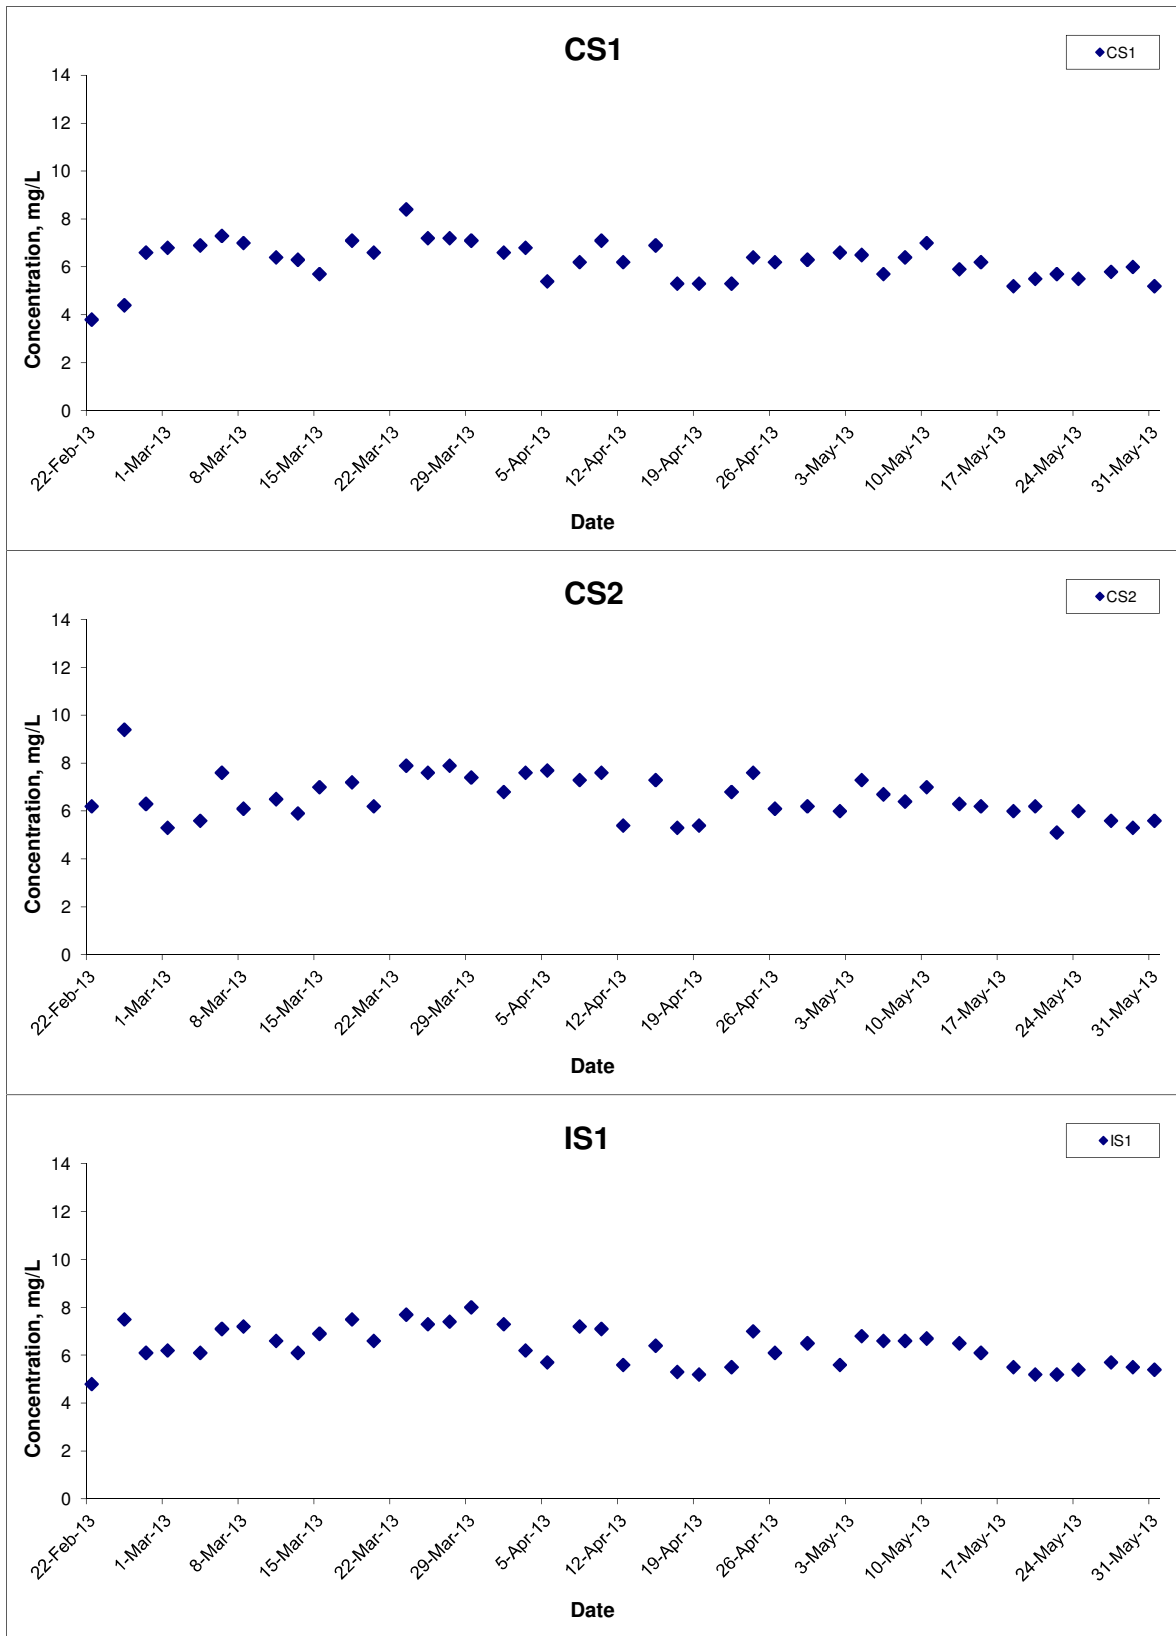 CS1
CS1
14
12
10
8
6
4
2
0
Concentration, mg/L
22-Feb-13 1-Mar-13 8-Mar-13 15-Mar-13 22-Mar-13 29-Mar-13 5-Apr-13 12-Apr-13 19-Apr-13 26-Apr-13 3-May-13 10-May-13 17-May-13 24-May-13 31-May-13
Date
CS2
CS2
14
12
10
8
6
4
2
0
Concentration, mg/L
22-Feb-13 1-Mar-13 8-Mar-13 15-Mar-13 22-Mar-13 29-Mar-13 5-Apr-13 12-Apr-13 19-Apr-13 26-Apr-13 3-May-13 10-May-13 17-May-13 24-May-13 31-May-13
Date
IS1
IS1
14
12
10
8
6
4
2
0
Concentration, mg/L
22-Feb-13 1-Mar-13 8-Mar-13 15-Mar-13 22-Mar-13 29-Mar-13 5-Apr-13 12-Apr-13 19-Apr-13 26-Apr-13 3-May-13 10-May-13 17-May-13 24-May-13 31-May-13
Date